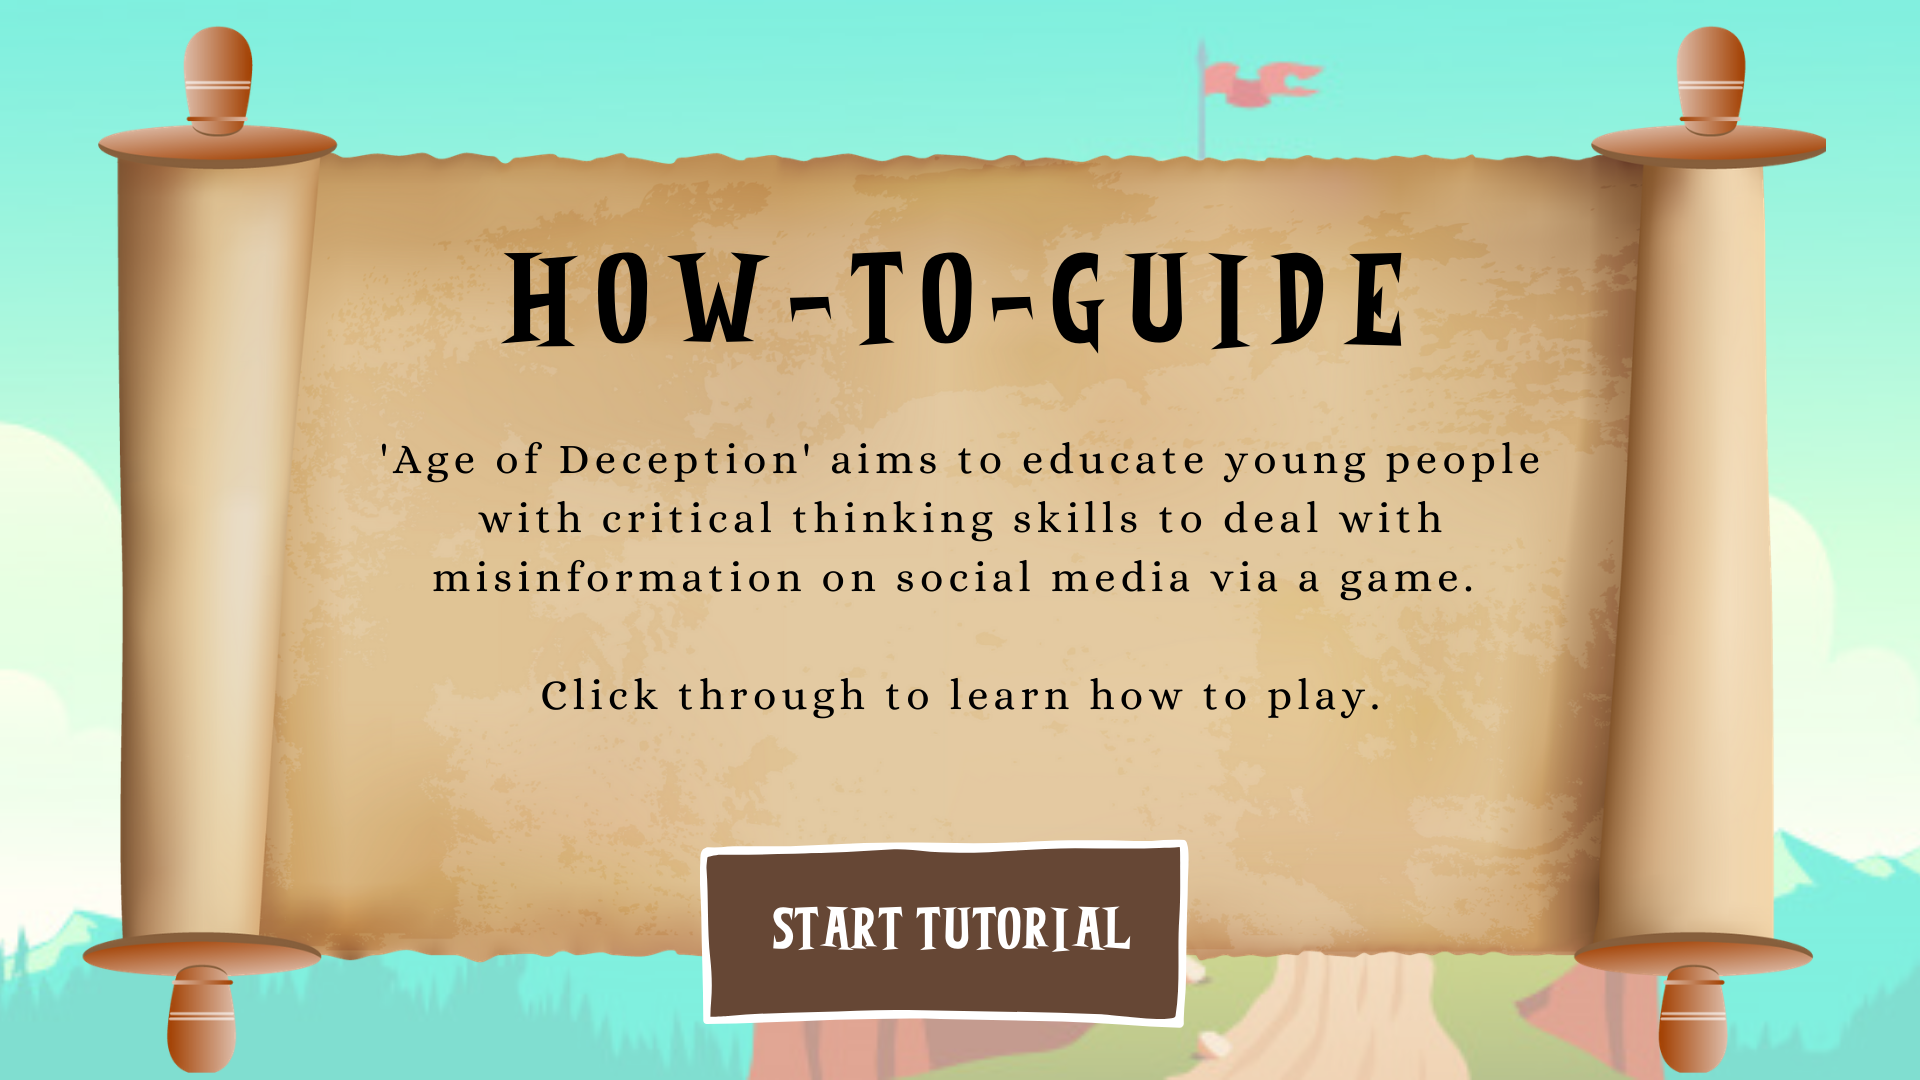 HOW-TO-GUIDE
'Age of Deception' aims to educate young people
with critical thinking skills to deal with
misinformation on social media via a game.
Click through to learn how to play.
START TUTORIAL